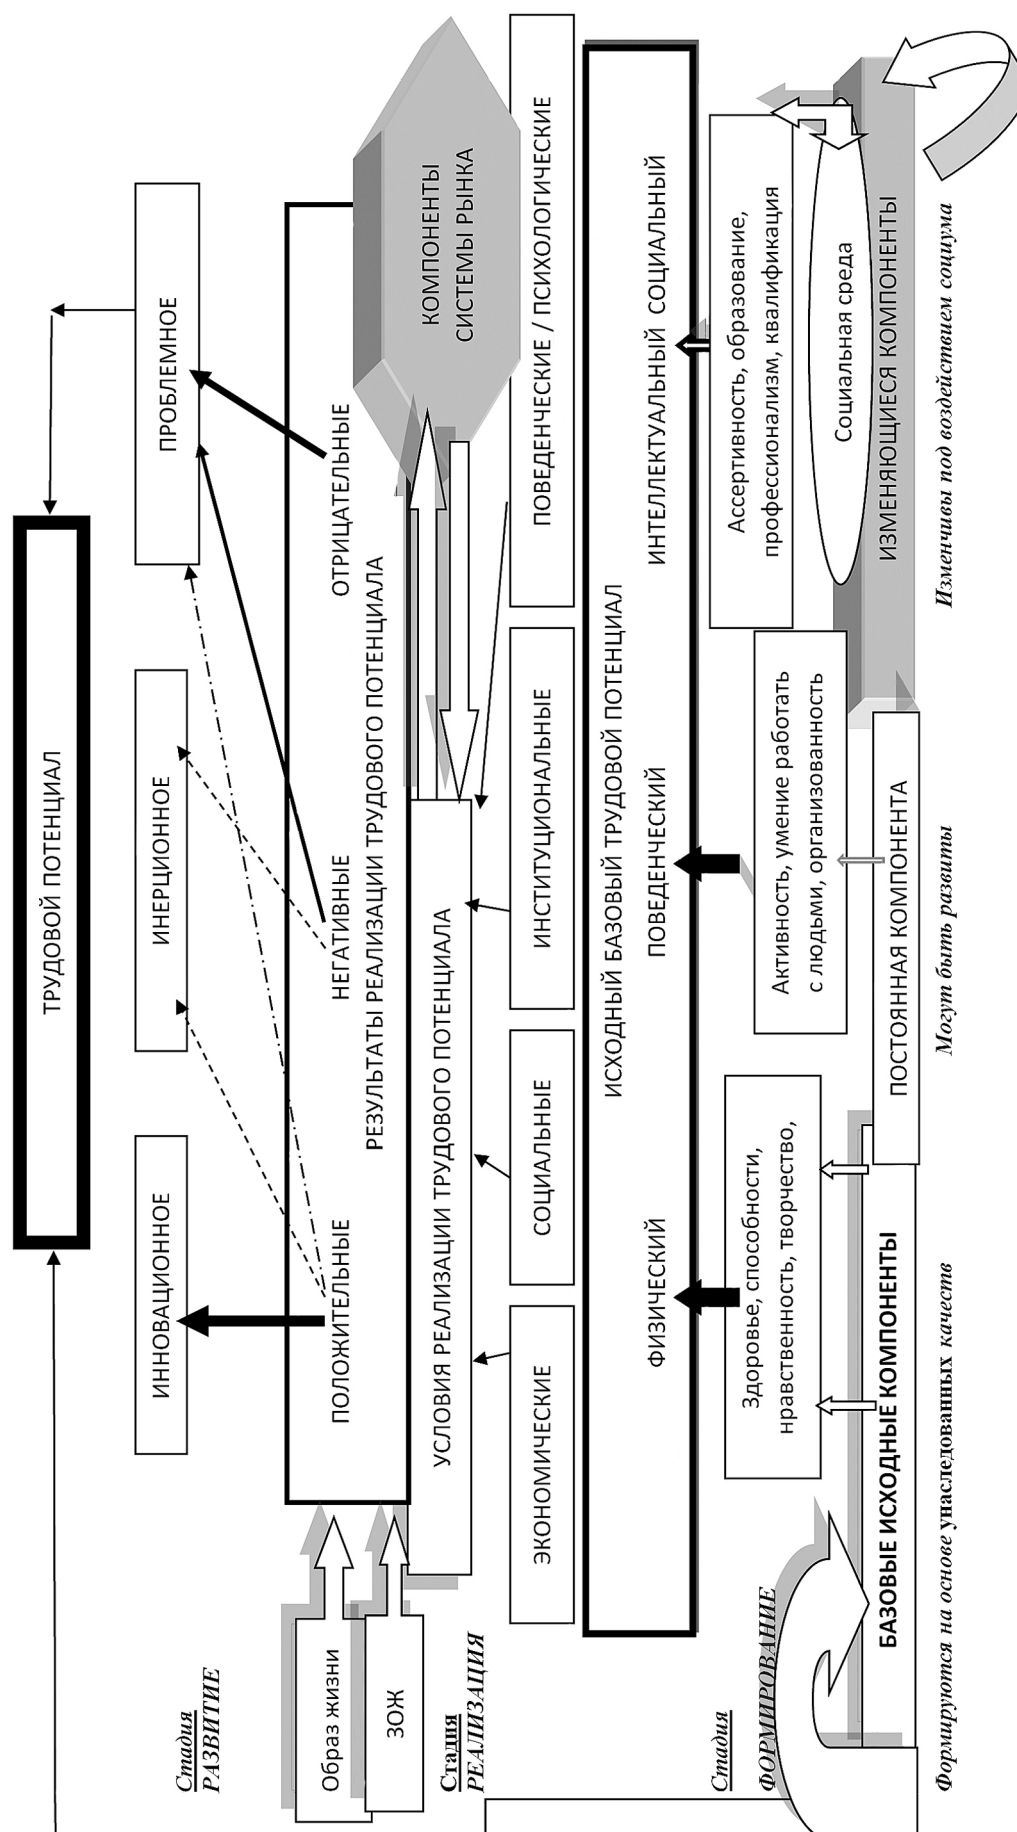 ТРУДОВОЙ ПОТЕНЦИАЛ
Стадия
РАЗВИТИЕ
ИННОВАЦИОННОЕ
ИНЕРЦИОННОЕ
ПРОБЛЕМНОЕ
Образ жизни
ЗОЖ
ПОЛОЖИТЕЛЬНЫЕ
НЕГАТИВНЫЕ
ОТРИЦАТЕЛЬНЫЕ
РЕЗУЛЬТАТЫ РЕАЛИЗАЦИИ ТРУДОВОГО ПОТЕНЦИАЛА
КОМПОНЕНТЫ
СИСТЕМЫ РЫНКА
Стадия
РЕАЛИЗАЦИЯ
УСЛОВИЯ РЕАЛИЗАЦИИ ТРУДОВОГО ПОТЕНЦИАЛА
ЭКОНОМИЧЕСКИЕ
СОЦИАЛЬНЫЕ
ИНСТИТУЦИОНАЛЬНЫЕ
ПОВЕДЕНЧЕСКИЕ / ПСИХОЛОГИЧЕСКИЕ
ИСХОДНЫЙ БАЗОВЫЙ ТРУДОВОЙ ПОТЕНЦИАЛ
ФИЗИЧЕСКИЙ
ПОВЕДЕНЧЕСКИЙ
ИНТЕЛЛЕКТУАЛЬНЫЙ СОЦИАЛЬНЫЙ
Стадия
ФОРМИРОВАНИЕ
Здоровье, способности,
нравственность, творчество,
Активность, умение работать
с людьми, организованность
Ассертивность, образование,
профессионализм, квалификация
Социальная среда
БАЗОВЫЕ ИСХОДНЫЕ КОМПОНЕНТЫ
ПОСТОЯННАЯ КОМПОНЕНТА
ИЗМЕНЯЮЩИЕСЯ КОМПОНЕНТЫ
Формируются на основе унаследованных качеств
Могут быть развиты
Изменчивы под воздействием социума